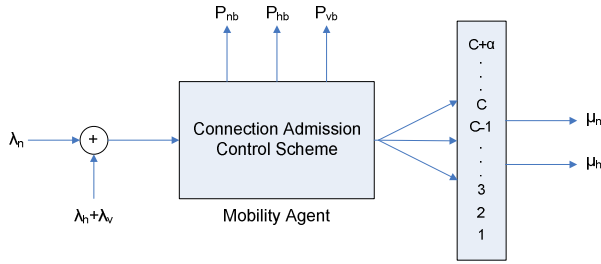 Pnb Phb Pvb
λn
+
λh+λv
Connection Admission
Control Scheme
Mobility Agent
C+α
.
.
.
C
C-1
.
.
.
3
2
1
μn
μh